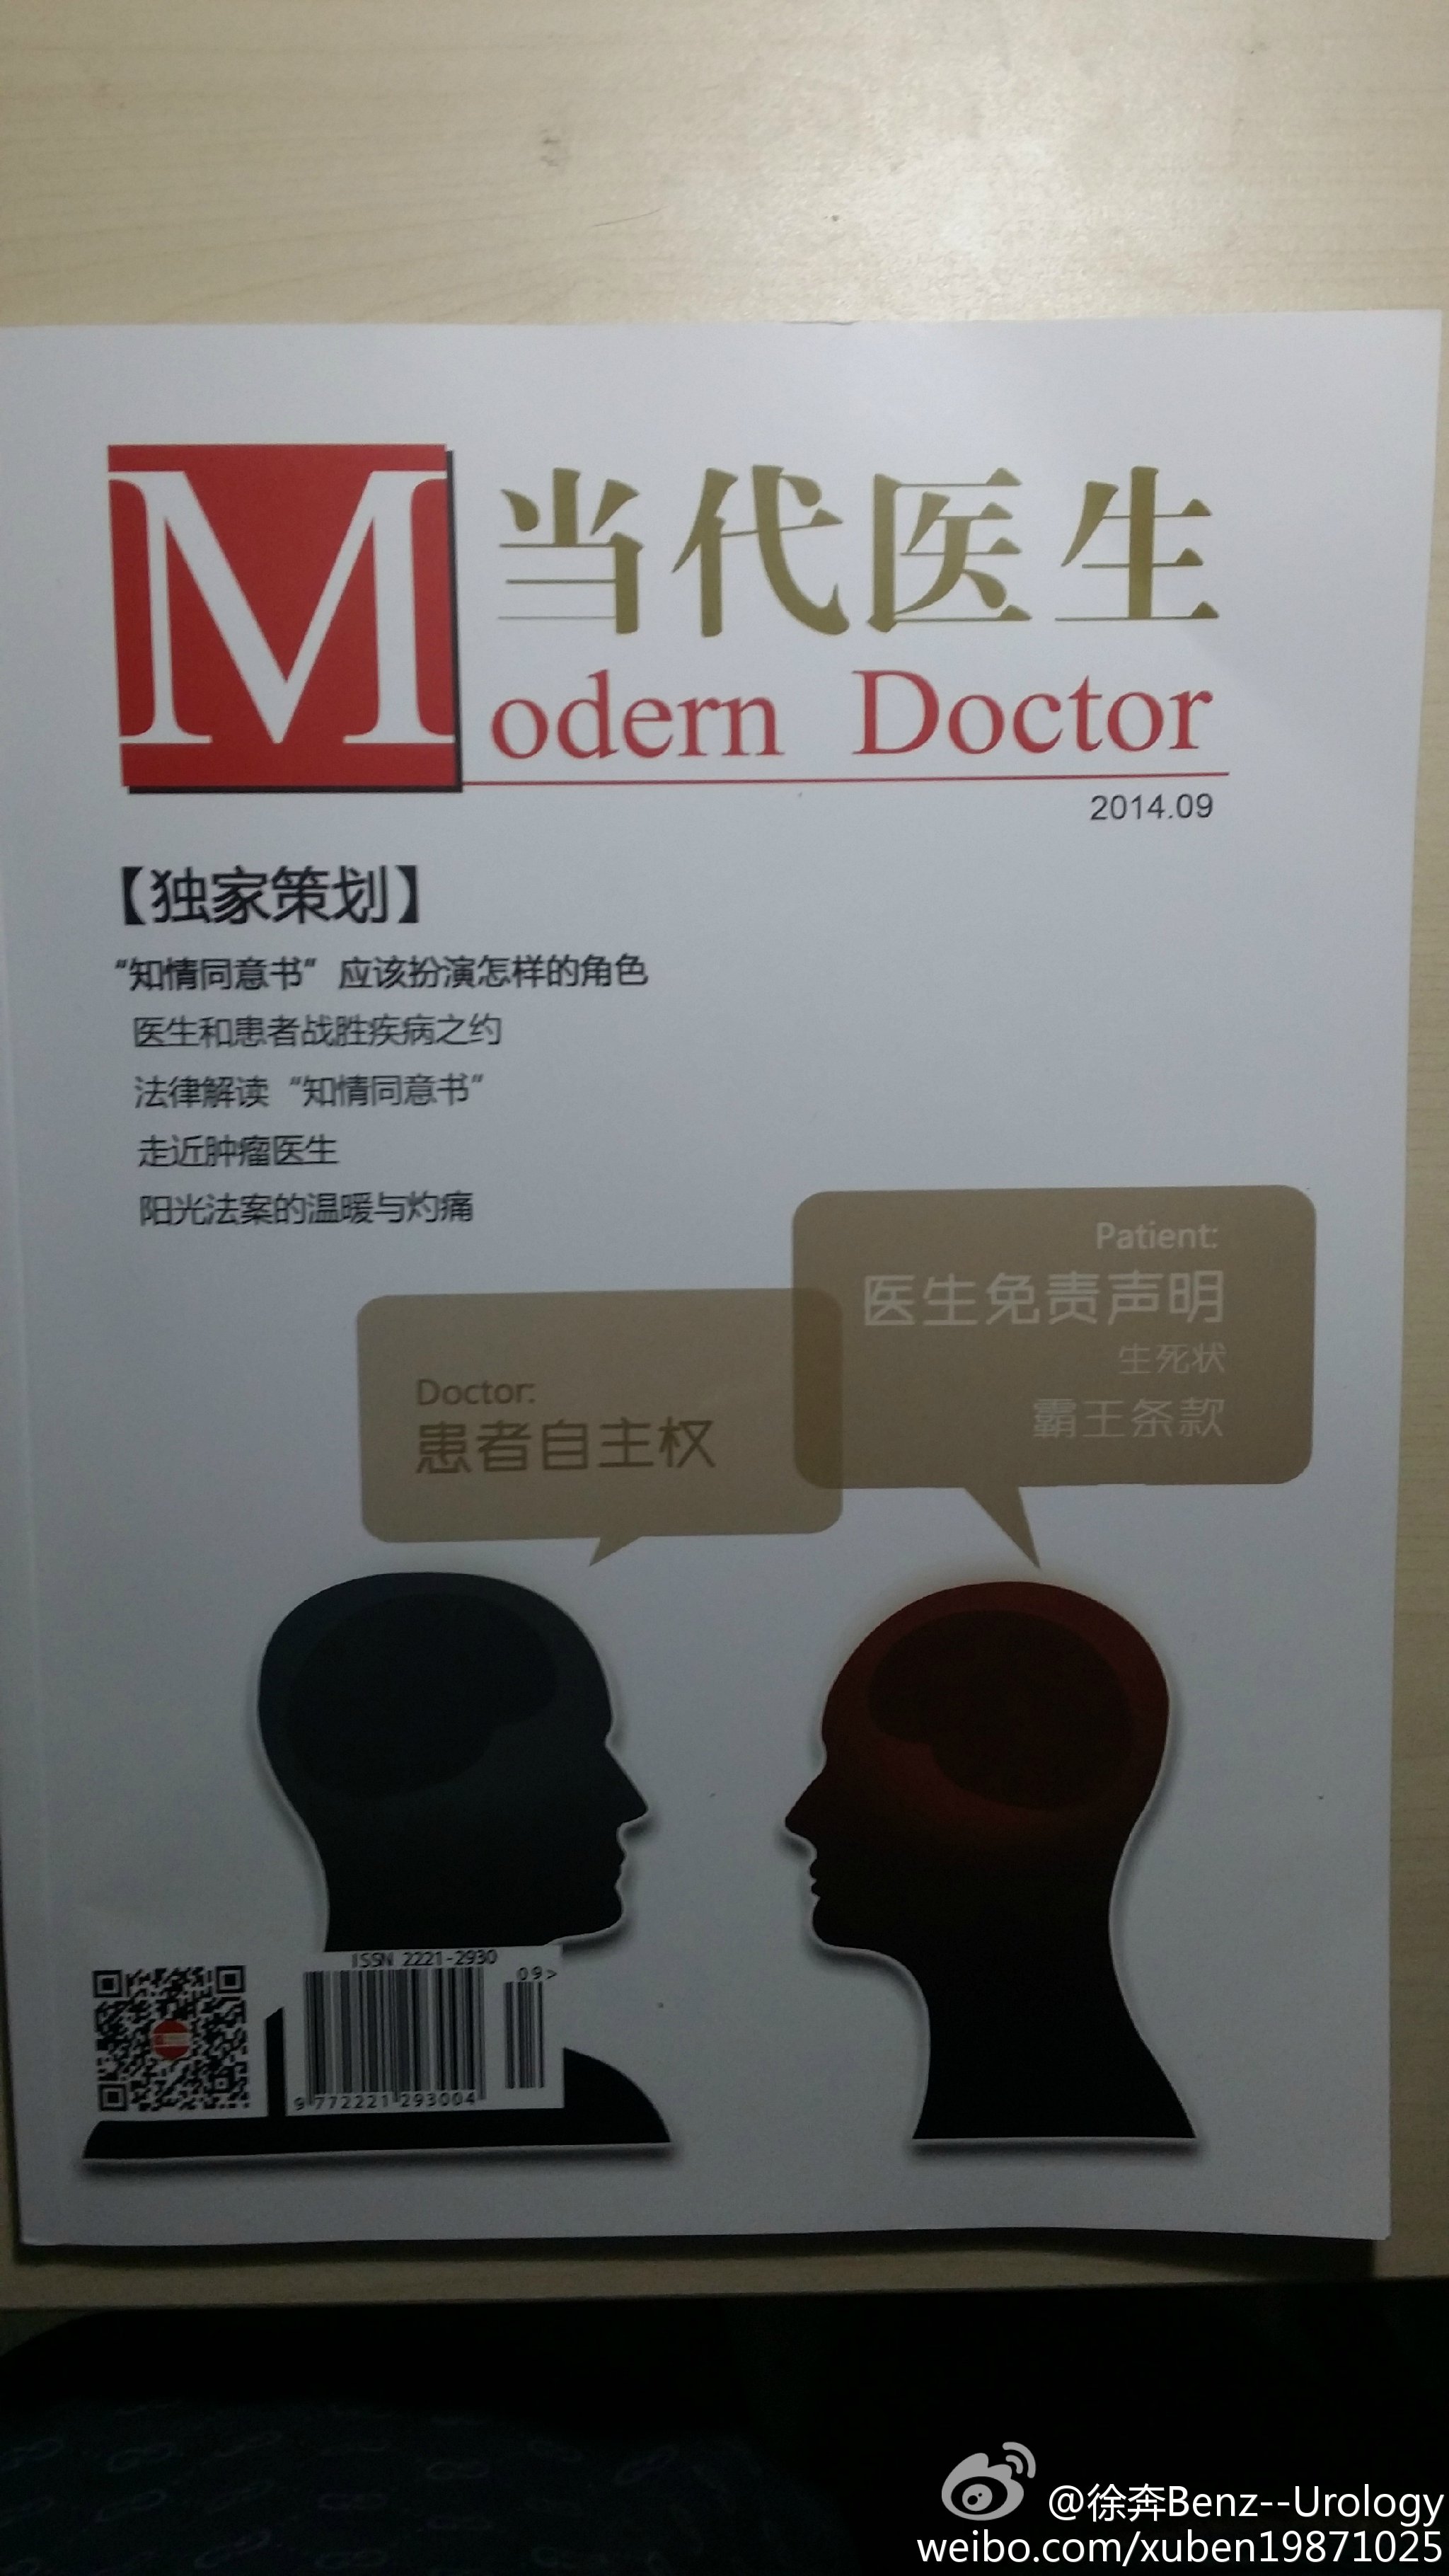 当代医生
Modern Doctor
2014.09
【独家策划】
“知情同意书”应该扮演怎样的角色
医生和患者战胜疾病之约
法律解读“知情同意书”
走近肿瘤医生
阳光法案的温暖与灼痛
Patient:
医生免责声明
生死状
霸王条款
Doctor:
患者自主权
ISSN 2221-2930
09>
9 772221 293004
@徐奔Benz--Urology
weibo.com/xuben19871025